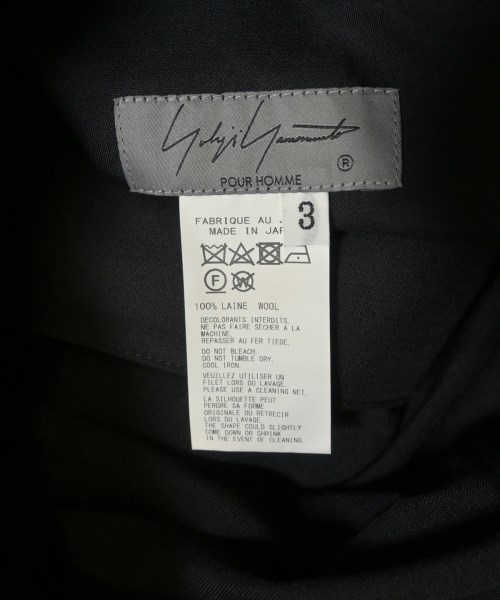 Yohji Yamamoto ®
POUR HOMME
3
FABRIQUE AU
MADE IN
100% LAINE WOOL
DECOLORANTS INTERDITS.
NE PAS FAIRE SÉCHER A LA
MACHINE.
REPASSER AU FER TIEDE.
DO NOT BLEACH.
DO NOT TUMBLE DRY.
COOL IRON.
VEUILLEZ UTILISER UN
FILET LORS DU LAVAGE.
PLEASE USE A CLEANING NET.
LA SILHOUETTE PEUT
PERDRE SA FORME
ORIGINALE OU RETRECIR
LORS DU LAVAGE.
THE SHAPE COULD SLIGHTLY
COME DOWN OR SHRINK
IN THE EVENT OF CLEANING.